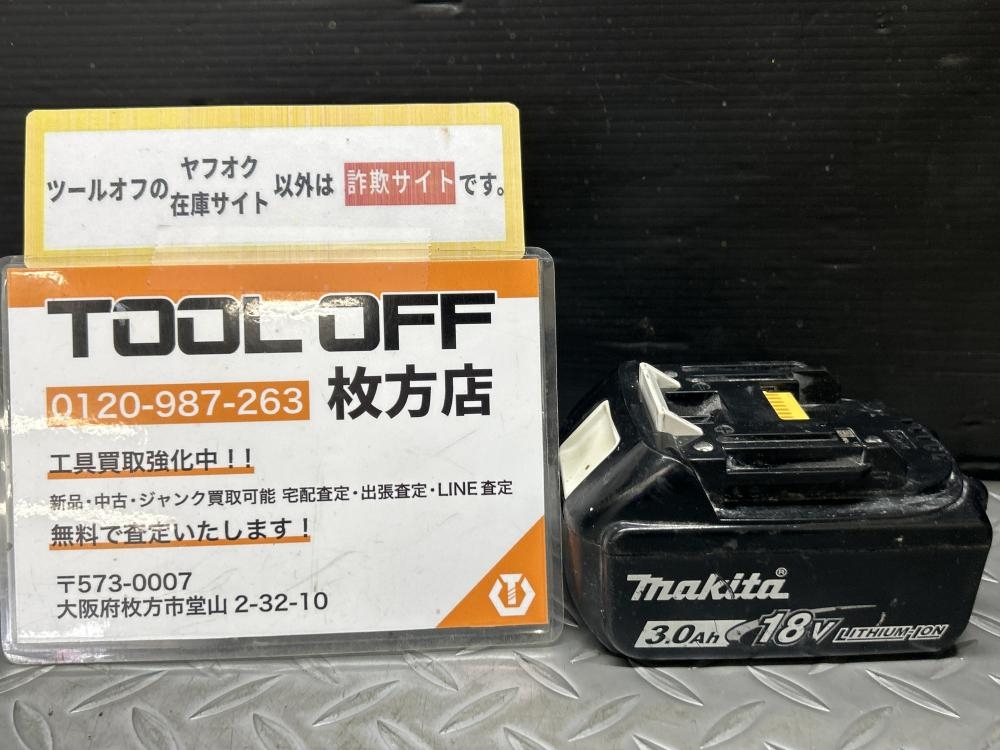 ツールオフの ヤフオク 在庫サイト 以外は 詐欺サイト です。
TOOL OFF
0120-987-263 枚方店
工具買取強化中!!
新品・中古・ジャンク買取可能 宅配査定・出張査定・LINE査定
無料で査定いたします!
〒573-0007
大阪府枚方市堂山 2-32-10
makita®
3.0Ah 18V LITHIUM-ION